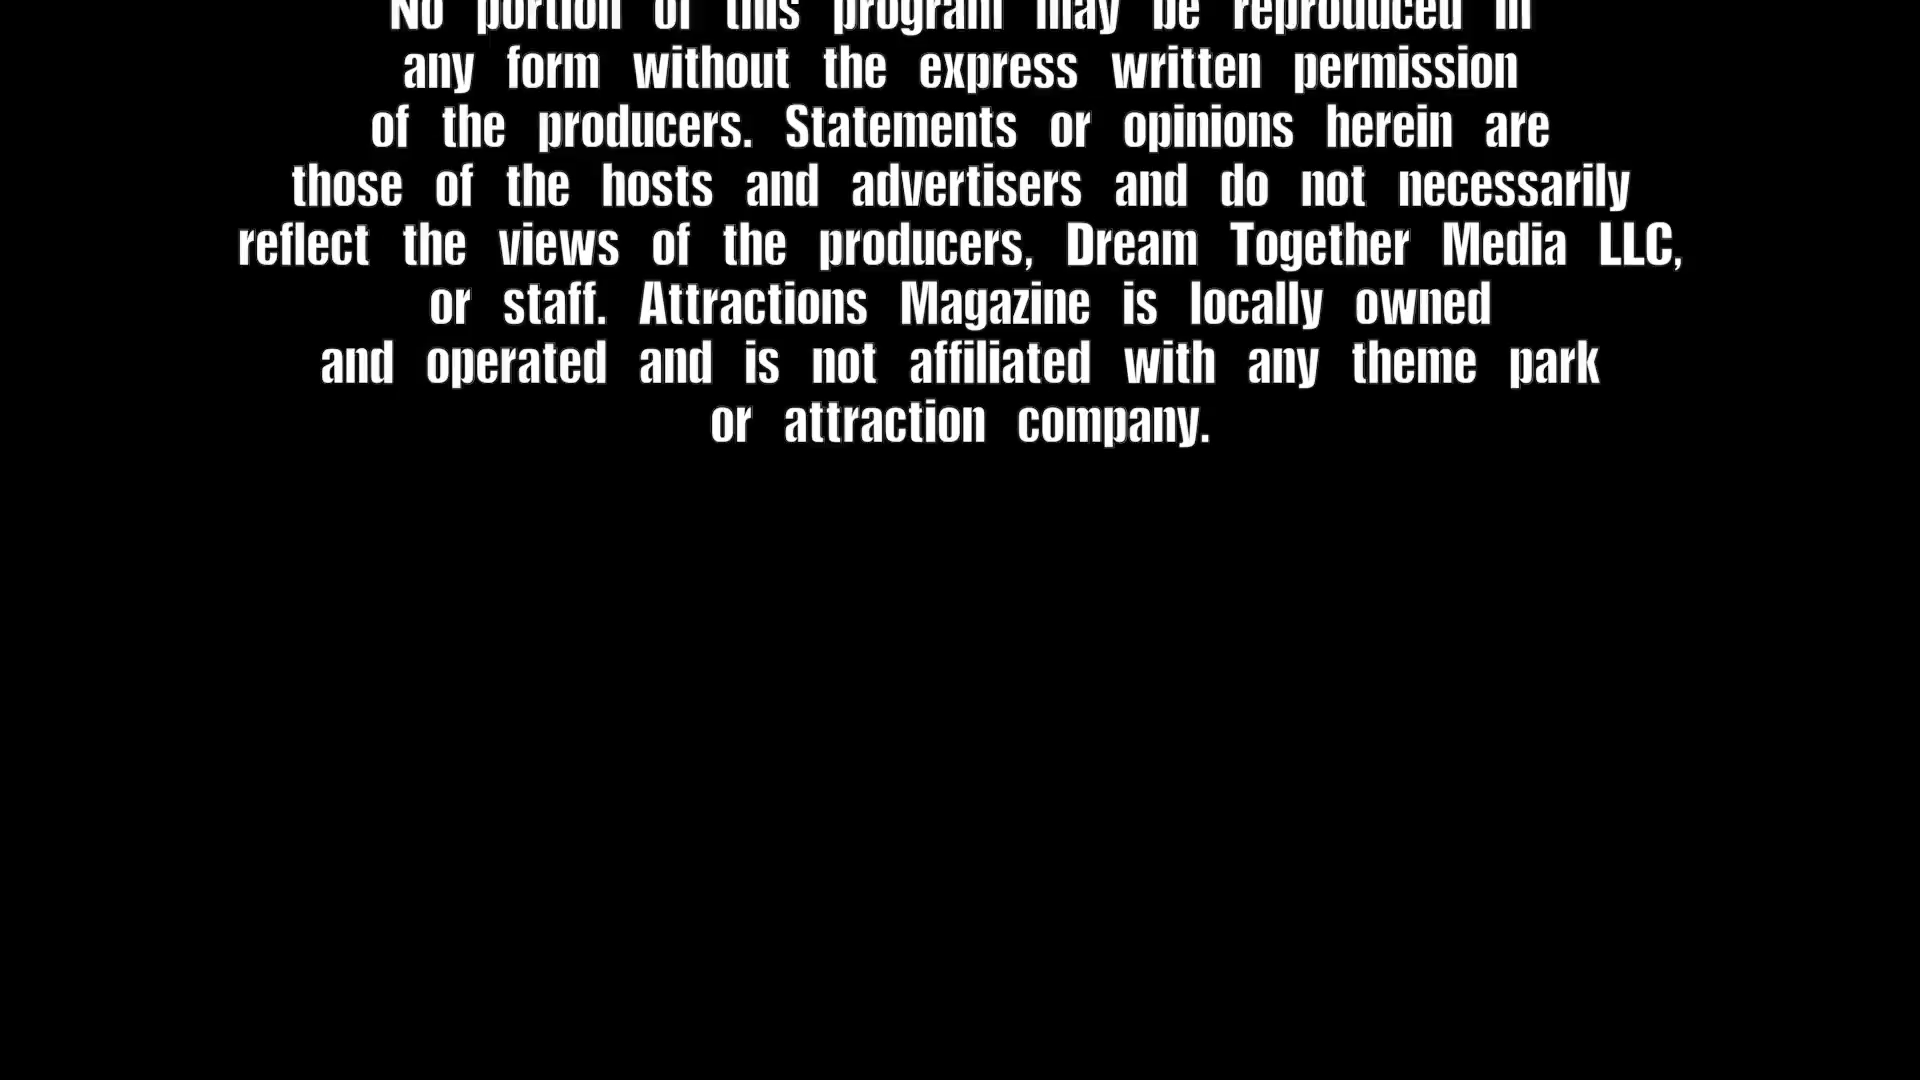 No portion of this program may be reproduced in
any form without the express written permission
of the producers. Statements or opinions herein are
those of the hosts and advertisers and do not necessarily
reflect the views of the producers, Dream Together Media LLC,
or staff. Attractions Magazine is locally owned
and operated and is not affiliated with any theme park
or attraction company.